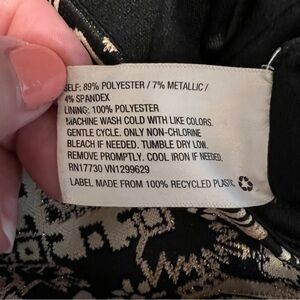 SELF: 89% POLYESTER / 7% METALLIC /
4% SPANDEX
LINING: 100% POLYESTER
MACHINE WASH COLD WITH LIKE COLORS.
GENTLE CYCLE. ONLY NON-CHLORINE
BLEACH IF NEEDED. TUMBLE DRY LOW.
REMOVE PROMPTLY. COOL IRON IF NEEDED.
RN17730 VN1299629
LABEL MADE FROM 100% RECYCLED PLASTIC